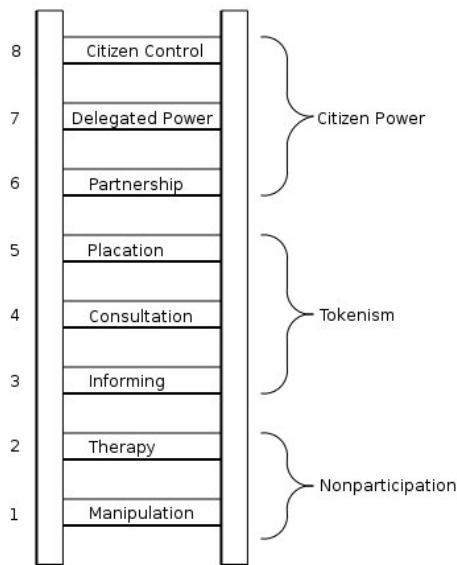 8 Citizen Control
7 Delegated Power
Citizen Power
6 Partnership
5 Placation
4 Consultation
Tokenism
3 Informing
2 Therapy
Nonparticipation
1 Manipulation